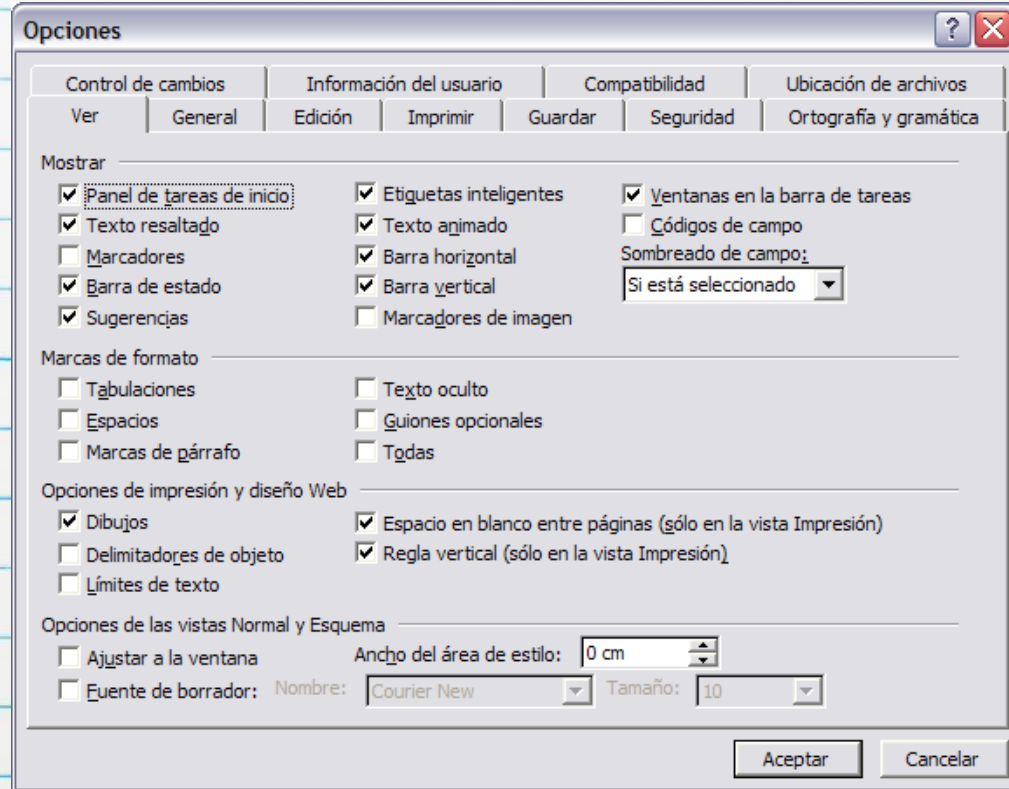 Opciones
Control de cambios Información del usuario Compatibilidad Ubicación de archivos
Ver General Edición Imprimir Guardar Seguridad Ortografía y gramática
Mostrar
Panel de tareas de inicio Etiquetas inteligentes Ventanas en la barra de tareas
Texto resaltado Texto animado Códigos de campo
Marcadores Barra horizontal Sombreado de campo:
Barra de estado Barra vertical Si está seleccionado
Sugerencias Marcadores de imagen
Marcas de formato
Tabulaciones Texto oculto
Espacios Guiones opcionales
Marcas de párrafo Todas
Opciones de impresión y diseño Web
Dibujos Espacio en blanco entre páginas (sólo en la vista Impresión)
Delimitadores de objeto Regla vertical (sólo en la vista Impresión)
Límites de texto
Opciones de las vistas Normal y Esquema
Ajustar a la ventana Ancho del área de estilo: 0 cm
Fuente de borrador: Nombre: Courier New Tamaño: 10
Aceptar Cancelar